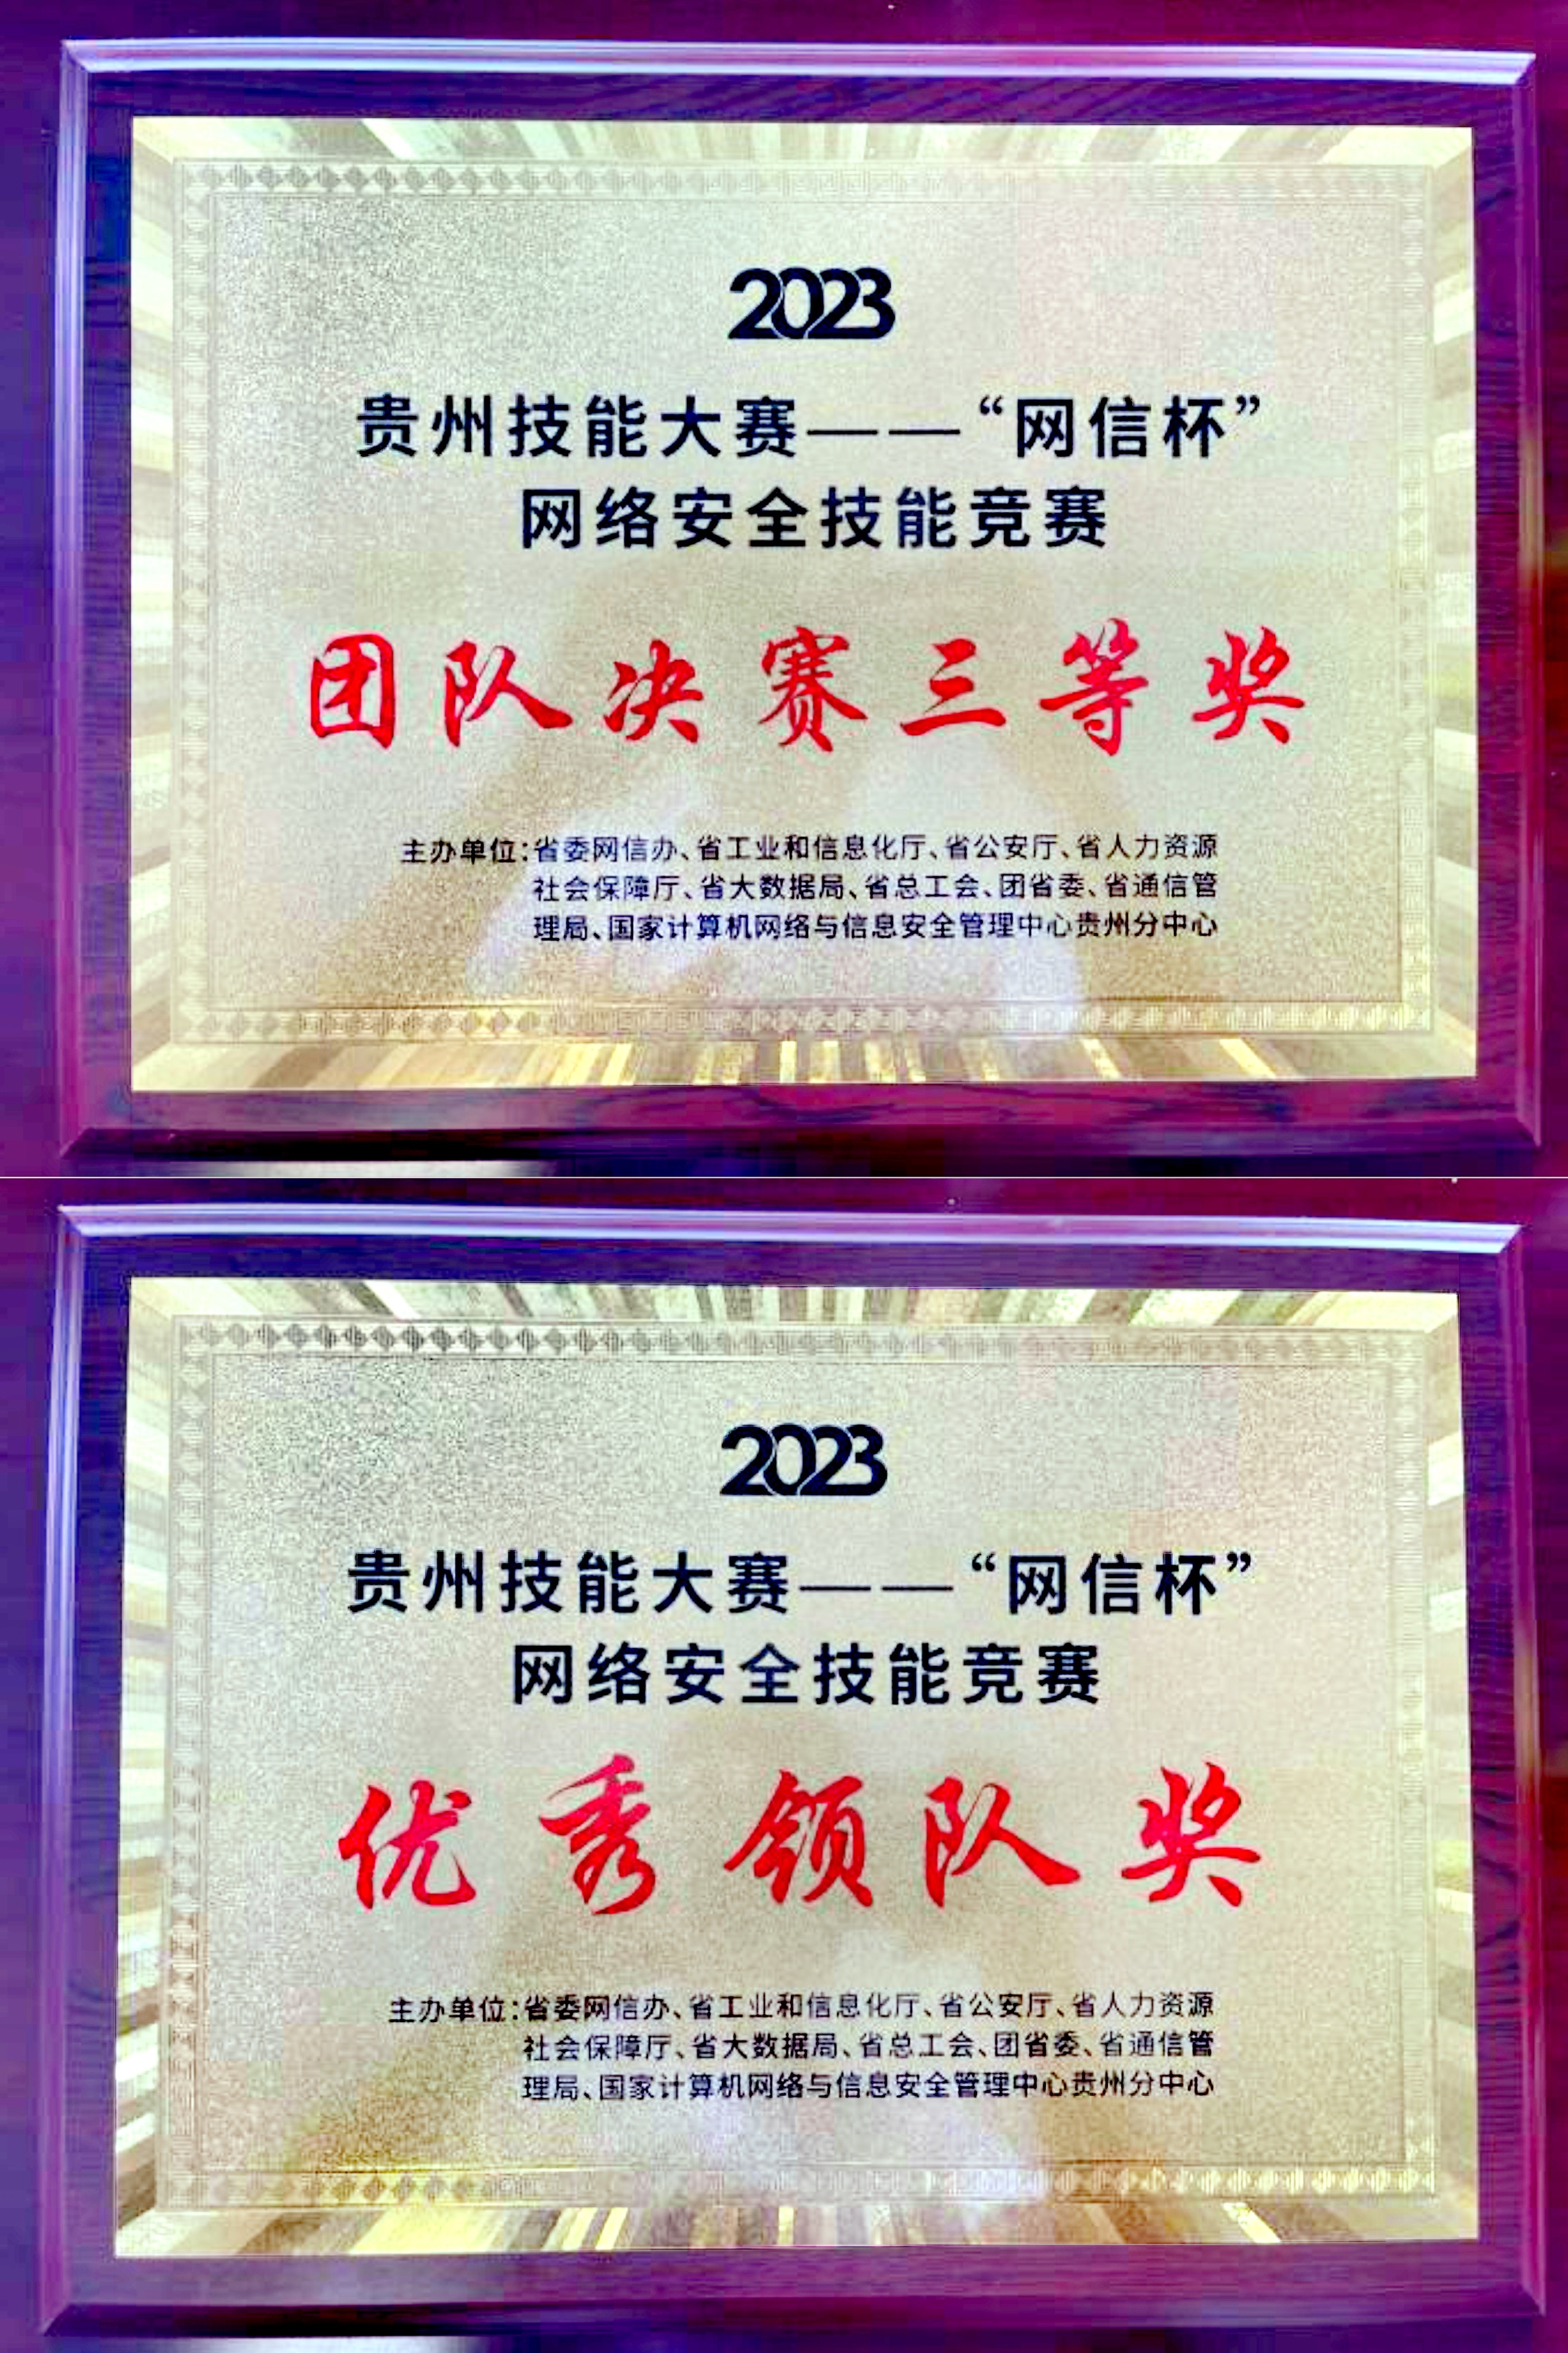 2023
贵州技能大赛——“网信杯”
网络安全技能竞赛
团队决赛三等奖
主办单位:省委网信办、省工业和信息化厅、省公安厅、省人力资源
社会保障厅、省大数据局、省总工会、团省委、省通信管
理局、国家计算机网络与信息安全管理中心贵州分中心
2023
贵州技能大赛——“网信杯”
网络安全技能竞赛
优秀领队奖
主办单位:省委网信办、省工业和信息化厅、省公安厅、省人力资源
社会保障厅、省大数据局、省总工会、团省委、省通信管
理局、国家计算机网络与信息安全管理中心贵州分中心